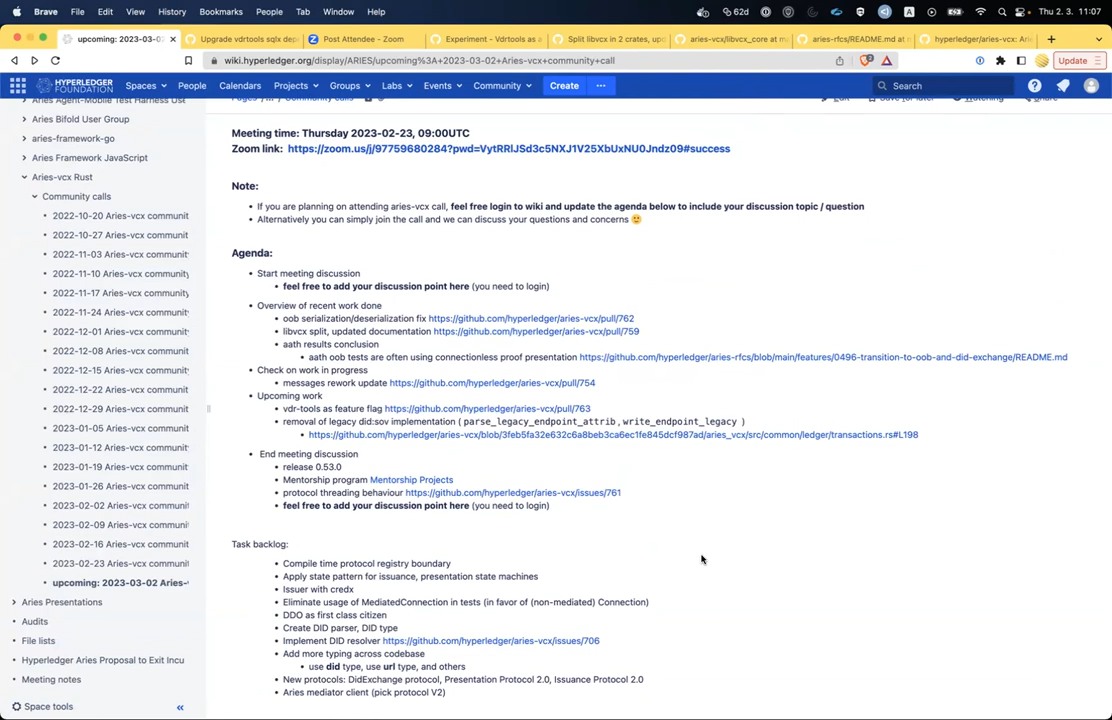 Brave File Edit View History Bookmarks People Tab Window Help 62d A Thu 2. 3. 11:07
upcoming: 2023-03-0 Upgrade vdrtools sqlx dep Post Attendee - Zoom Experiment - Vdrtools as a Split libvcx in 2 crates, up aries-vcx/libvcx_core at m aries-rfcs/README.md at hyperledger/aries-vcx: Arie
wiki.hyperledger.org/display/ARIES/upcoming%3A+2023-03-02+Aries-vcx+community+call 2 Update
HYPERLEDGER FOUNDATION Spaces People Calendars Projects Groups Labs Events Community Create ... Search
Aries Agent-Mobile Test Harness Use
Aries Bifold User Group
aries-framework-go
Aries Framework JavaScript
Aries-vcx Rust
Community calls
2022-10-20 Aries-vcx communit
2022-10-27 Aries-vcx communit
2022-11-03 Aries-vcx communit
2022-11-10 Aries-vcx community
2022-11-17 Aries-vcx community
2022-11-24 Aries-vcx communit
2022-12-01 Aries-vcx communit
2022-12-08 Aries-vcx communit
2022-12-15 Aries-vcx communit
2022-12-22 Aries-vcx communit
2022-12-29 Aries-vcx communit
2023-01-05 Aries-vcx communit
2023-01-12 Aries-vcx communit
2023-01-19 Aries-vcx communit
2023-01-26 Aries-vcx communit
2023-02-02 Aries-vcx communit
2023-02-09 Aries-vcx communit
2023-02-16 Aries-vcx communit
2023-02-23 Aries-vcx communit
upcoming: 2023-03-02 Aries-v
Aries Presentations
Audits
File lists
Hyperledger Aries Proposal to Exit Incu
Meeting notes
Space tools
Meeting time: Thursday 2023-02-23, 09:00UTC
Zoom link: https://zoom.us/j/97759680284?pwd=VytRRlJSd3c5NXJ1V25XbUxNU0Jndz09#success
Note:
If you are planning on attending aries-vcx call, feel free login to wiki and update the agenda below to include your discussion topic / question
Alternatively you can simply join the call and we can discuss your questions and concerns 🙂
Agenda:
Start meeting discussion
feel free to add your discussion point here (you need to login)
Overview of recent work done
oob serialization/deserialization fix https://github.com/hyperledger/aries-vcx/pull/762
libvcx split, updated documentation https://github.com/hyperledger/aries-vcx/pull/759
aath results conclusion
aath oob tests are often using connectionless proof presentation https://github.com/hyperledger/aries-rfcs/blob/main/features/0496-transition-to-oob-and-did-exchange/README.md
Check on work in progress
messages rework update https://github.com/hyperledger/aries-vcx/pull/754
Upcoming work
vdr-tools as feature flag https://github.com/hyperledger/aries-vcx/pull/763
removal of legacy did:sov implementation ( parse_legacy_endpoint_attrib , write_endpoint_legacy )
https://github.com/hyperledger/aries-vcx/blob/3feb5fa32e632c6a8beb3ca6ec1fe845dcf987ad/aries_vcx/src/common/ledger/transactions.rs#L198
End meeting discussion
release 0.53.0
Mentorship program Mentorship Projects
protocol threading behaviour https://github.com/hyperledger/aries-vcx/issues/761
feel free to add your discussion point here (you need to login)
Task backlog:
Compile time protocol registry boundary
Apply state pattern for issuance, presentation state machines
Issuer with credx
Eliminate usage of MediatedConnection in tests (in favor of (non-mediated) Connection)
DDO as first class citizen
Create DID parser, DID type
Implement DID resolver https://github.com/hyperledger/aries-vcx/issues/706
Add more typing across codebase
use did type, use url type, and others
New protocols: DidExchange protocol, Presentation Protocol 2.0, Issuance Protocol 2.0
Aries mediator client (pick protocol V2)